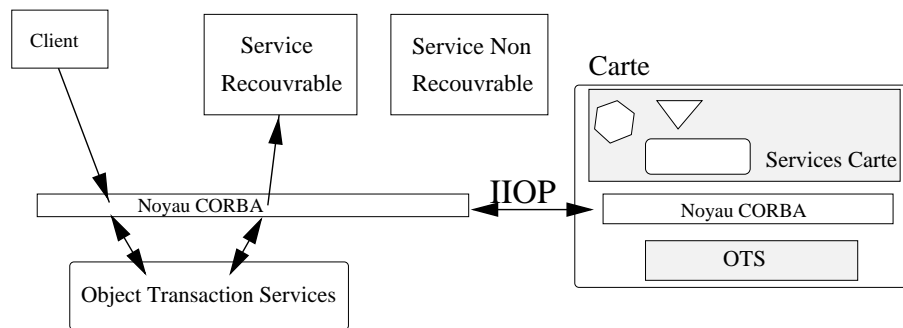 Client
Service
Recouvrable
Service Non
Recouvrable
Carte
Services Carte
IIOP
Noyau CORBA
Noyau CORBA
OTS
Object Transaction Services